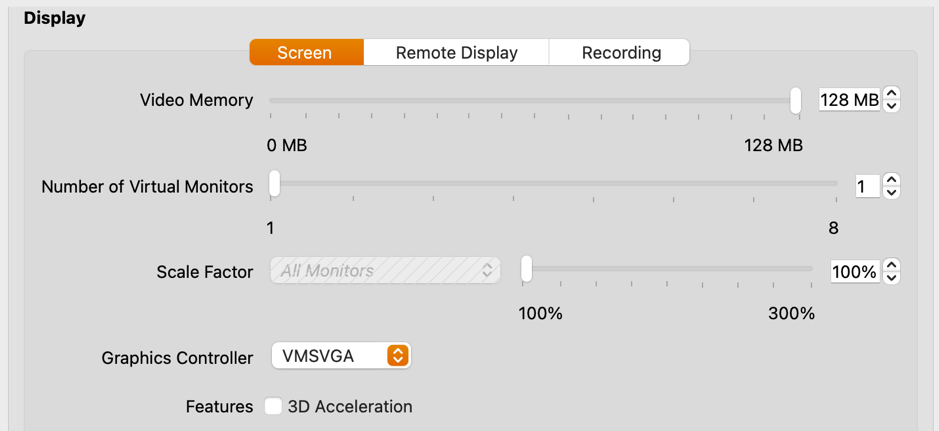 Display
Screen Remote Display Recording
Video Memory 128 MB
0 MB 128 MB
Number of Virtual Monitors 1
1 8
Scale Factor All Monitors 100%
100% 300%
Graphics Controller VMSVGA
Features 3D Acceleration